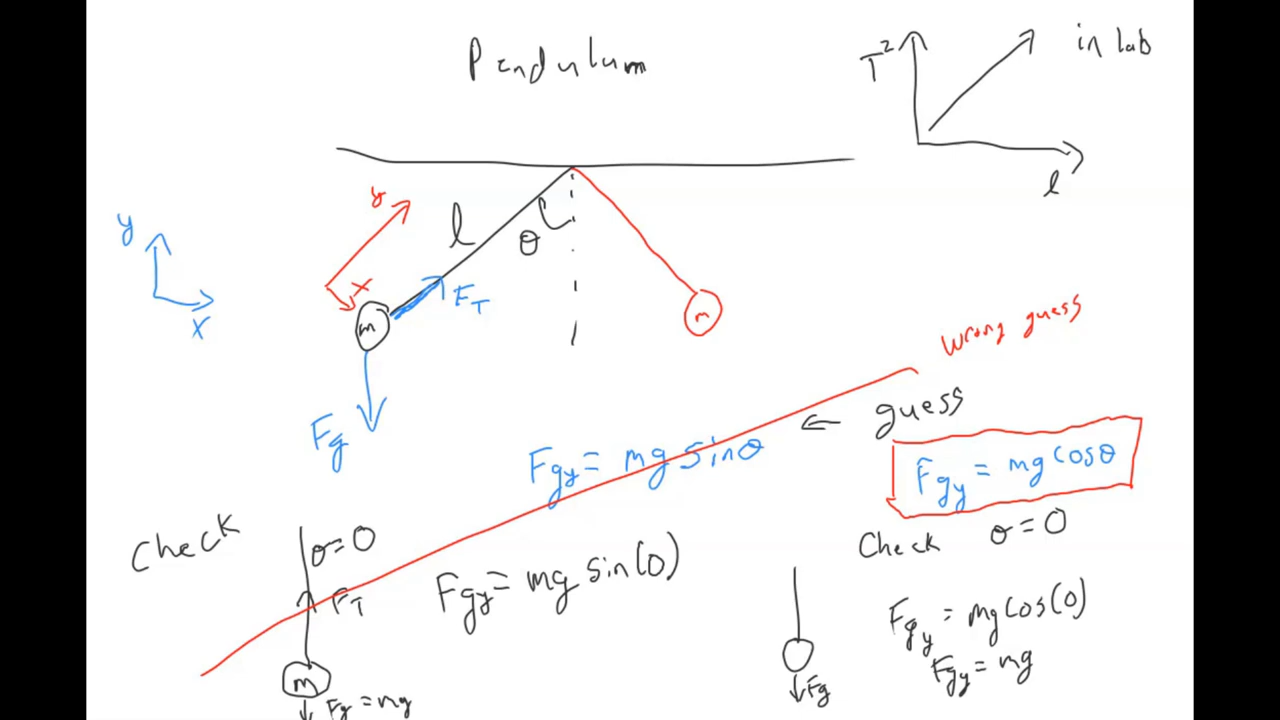 Pendulum
T²
in lab
l
y
x
y
x
l
θ
F_T
m
m
F_g
wrong guess
← guess
F_gy = mg sinθ
F_gy = mg cosθ
Check
θ=0
F_T
m
F_g = mg
F_gy = mg sin(0)
Check θ=0
F_g
F_gy = mg cos(0)
F_gy = mg